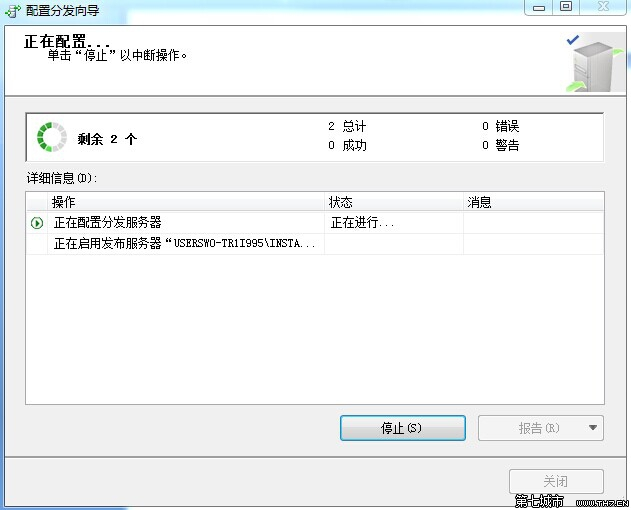 配置分发向导
正在配置...
单击“停止”以中断操作。
剩余 2 个
2 总计
0 错误
0 成功
0 警告
详细信息(D):
操作 状态 消息
正在配置分发服务器 正在进行...
正在启用发布服务器“USERSWO-TR1I995\INSTA...
停止(S) 报告(R)
关闭
第七城市 WWW.TH7.CN